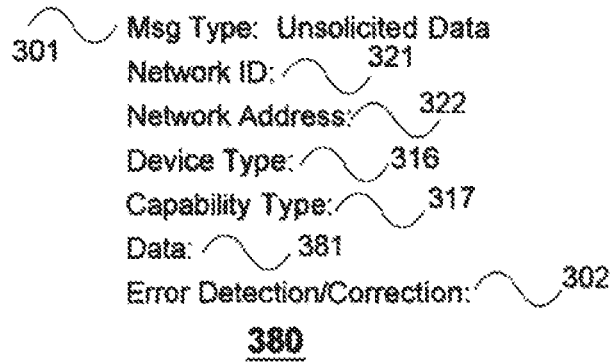 301 Msg Type: Unsolicited Data
Network ID: 321
Network Address: 322
Device Type: 316
Capability Type: 317
Data: 381
Error Detection/Correction: 302
380